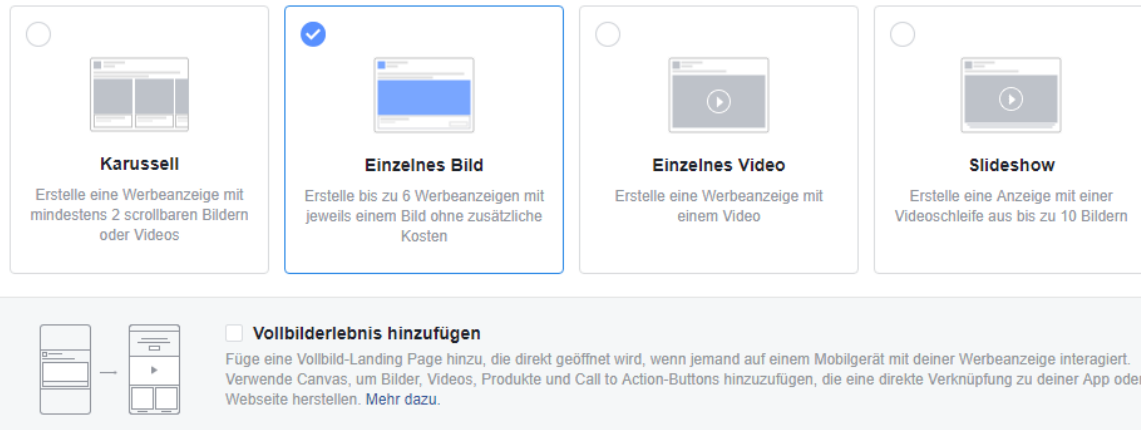 Karussell
Erstelle eine Werbeanzeige mit
mindestens 2 scrollbaren Bildern
oder Videos
Einzelnes Bild
Erstelle bis zu 6 Werbeanzeigen mit
jeweils einem Bild ohne zusätzliche
Kosten
Einzelnes Video
Erstelle eine Werbeanzeige mit
einem Video
Slideshow
Erstelle eine Anzeige mit einer
Videoschleife aus bis zu 10 Bildern
Vollbilderlebnis hinzufügen
Füge eine Vollbild-Landing Page hinzu, die direkt geöffnet wird, wenn jemand auf einem Mobilgerät mit deiner Werbeanzeige interagiert.
Verwende Canvas, um Bilder, Videos, Produkte und Call to Action-Buttons hinzuzufügen, die eine direkte Verknüpfung zu deiner App oder
Webseite herstellen. Mehr dazu.